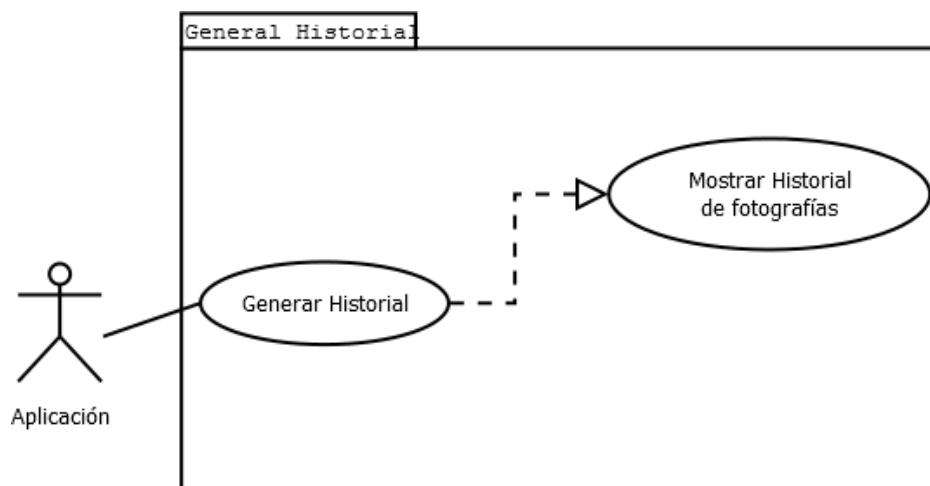 General Historial
Mostrar Historial
de fotografías
Generar Historial
Aplicación